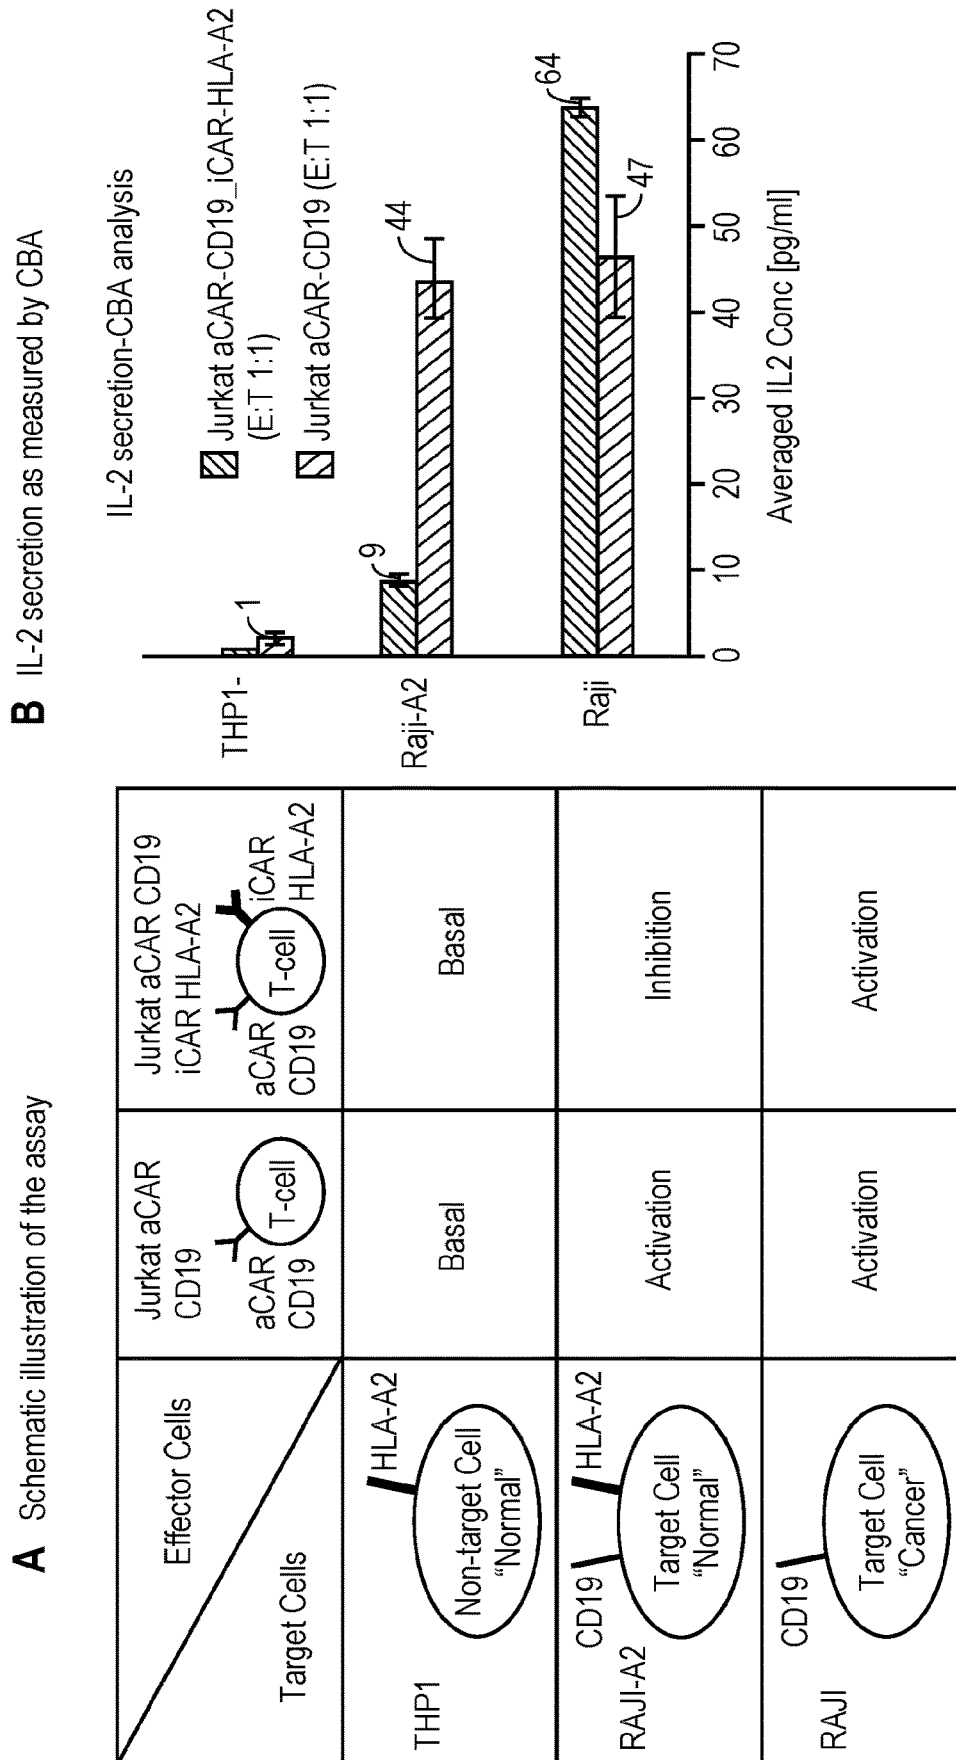 A Schematic illustration of the assay
Effector Cells
Target Cells
Jurkat aCAR
CD19
aCAR
CD19
T-cell
Jurkat aCAR CD19
iCAR HLA-A2
aCAR
CD19
T-cell
iCAR
HLA-A2
THP1
HLA-A2
Non-target Cell
“Normal”
Basal
Basal
RAJI-A2
CD19
HLA-A2
Target Cell
“Normal”
Activation
Inhibition
RAJI
CD19
Target Cell
“Cancer”
Activation
Activation
B IL-2 secretion as measured by CBA
IL-2 secretion-CBA analysis
Jurkat aCAR-CD19_iCAR-HLA-A2
(E:T 1:1)
Jurkat aCAR-CD19 (E:T 1:1)
THP1-
1
Raji-A2
9
44
Raji
64
47
0 10 20 30 40 50 60 70
Averaged IL2 Conc [pg/ml]